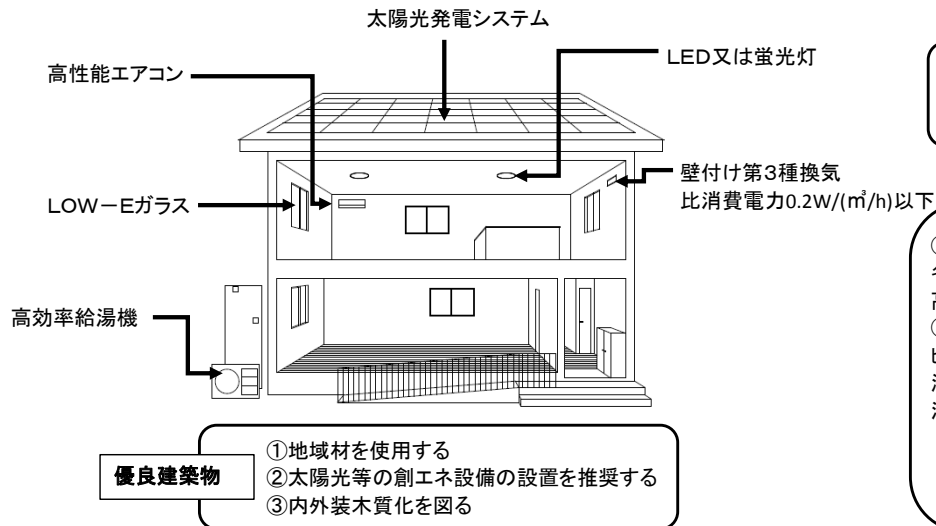 太陽光発電システム
LED又は蛍光灯
高性能エアコン
壁付け第3種換気
比消費電力0.2W/(㎥/h)以下
LOW－Eガラス
高効率給湯機
優良建築物
①地域材を使用する
②太陽光等の創エネ設備の設置を推奨する
③内外装木質化を図る